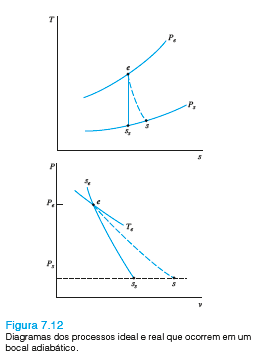 T
Pe
e
Ps
ss
s
s
P
se
Pe
e
Te
Ps
ss
s
v
Figura 7.12
Diagramas dos processos ideal e real que ocorrem em um
bocal adiabático.